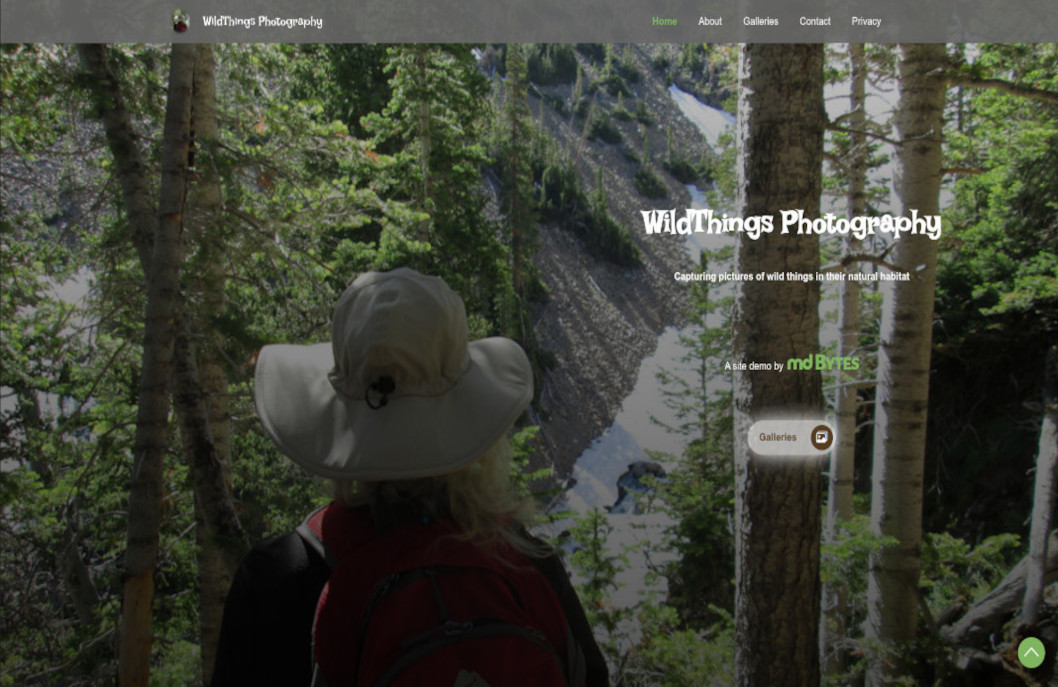 WildThings Photography
Home About Galleries Contact Privacy
WildThings Photography
Capturing pictures of wild things in their natural habitat
A site demo by md BYTES
Galleries